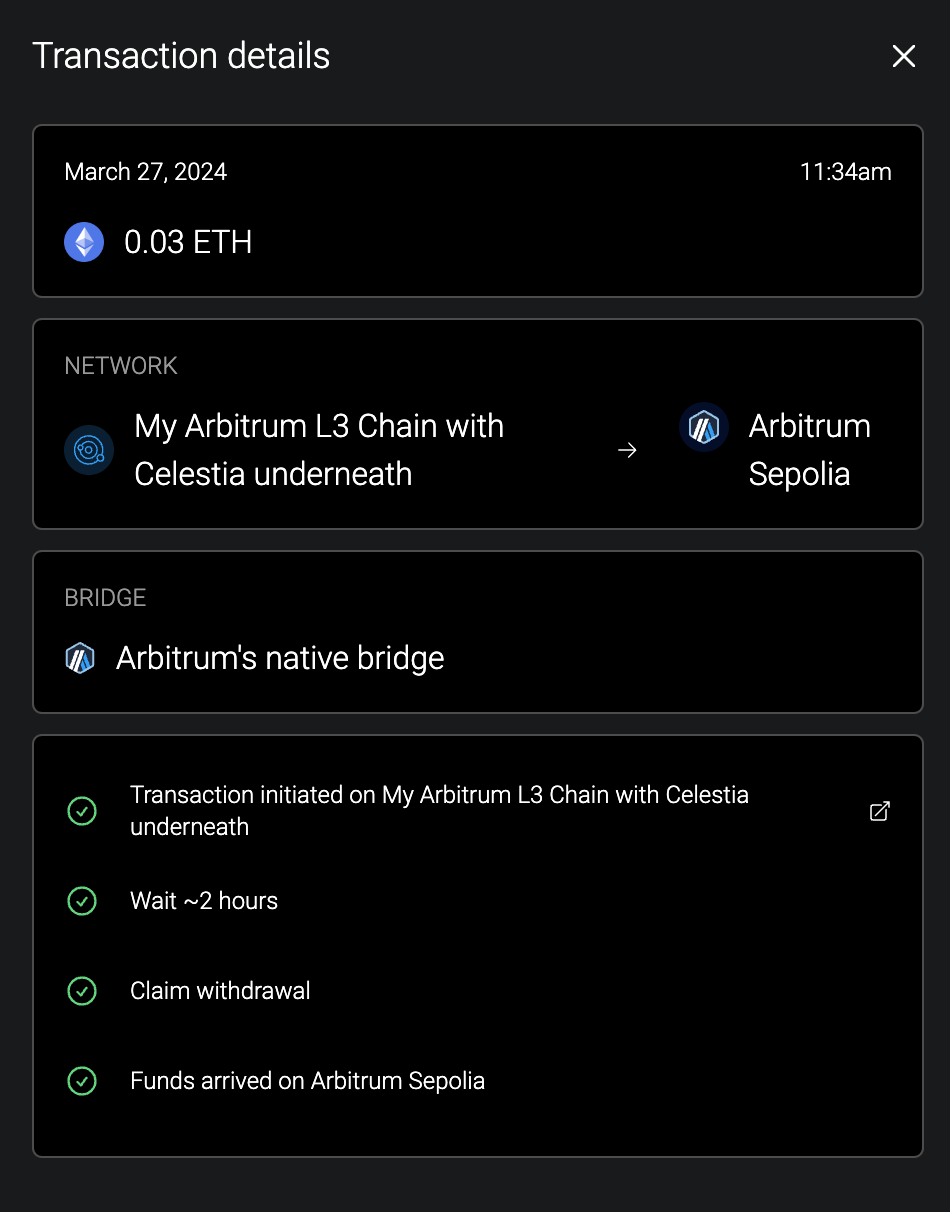 Transaction details
March 27, 2024
11:34am
0.03 ETH
NETWORK
My Arbitrum L3 Chain with
Celestia underneath
Arbitrum
Sepolia
BRIDGE
Arbitrum's native bridge
Transaction initiated on My Arbitrum L3 Chain with Celestia
underneath
Wait ~2 hours
Claim withdrawal
Funds arrived on Arbitrum Sepolia